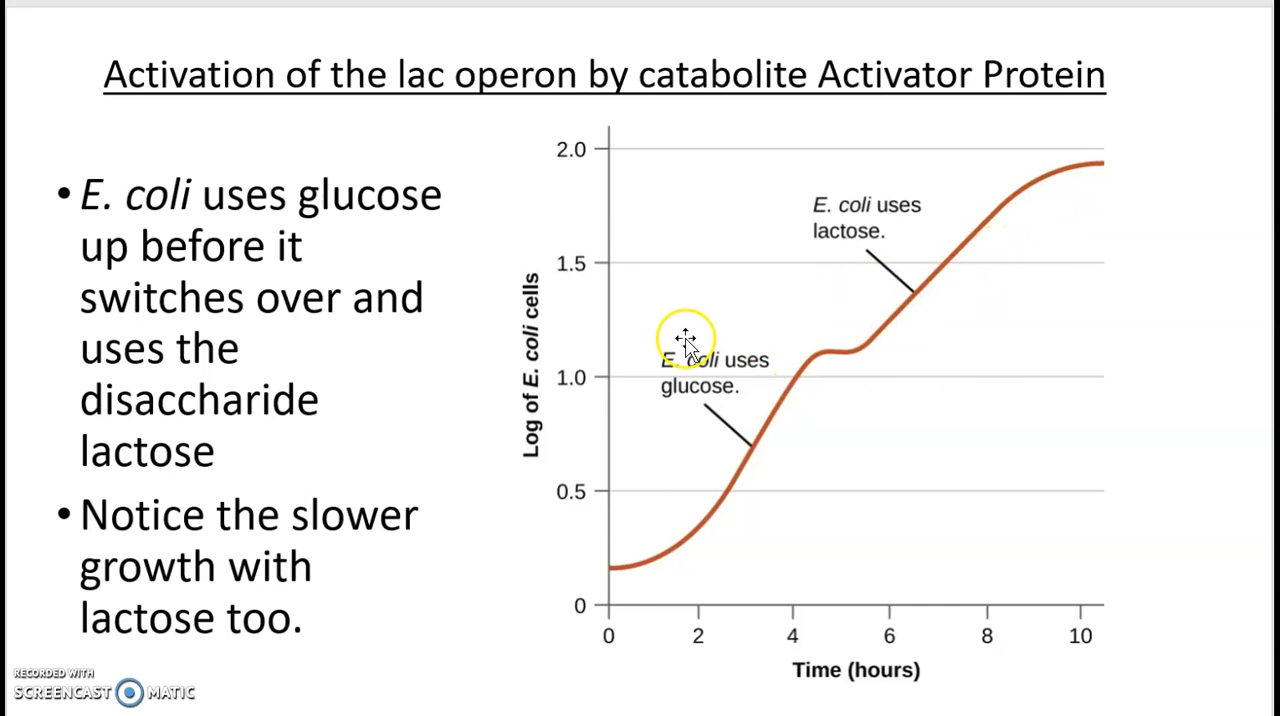 Activation of the lac operon by catabolite Activator Protein
• E. coli uses glucose
up before it
switches over and
uses the
disaccharide
lactose
• Notice the slower
growth with
lactose too.
2.0
1.5
1.0
0.5
0
Log of E. coli cells
E. coli uses
lactose.
E. coli uses
glucose.
0 2 4 6 8 10
Time (hours)
RECORDED WITH
SCREENCAST MATIC